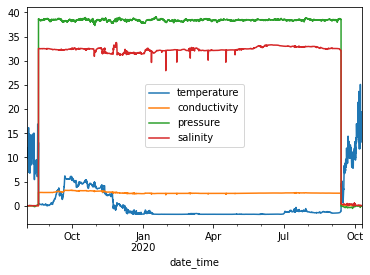 40
35
30
25
20
15
10
5
0
temperature
conductivity
pressure
salinity
Oct
Jan
2020
Apr
Jul
Oct
date_time